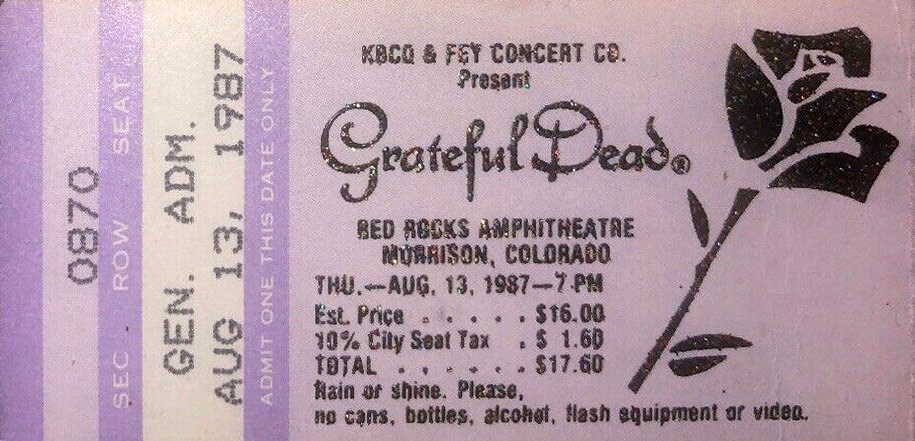 0870
SEC ROW SEAT
GEN. ADM.
AUG 13, 1987
ADMIT ONE THIS DATE ONLY
KBCO & FEY CONCERT CO.
Present
Grateful Dead®
RED ROCKS AMPHITHEATRE
MORRISON, COLORADO
THU.—AUG. 13, 1987—7 PM
Est. Price . . . . . $16.00
10% City Seat Tax . $ 1.60
TOTAL . . . . . . $17.60
Rain or shine. Please,
no cans, bottles, alcohol, flash equipment or video.